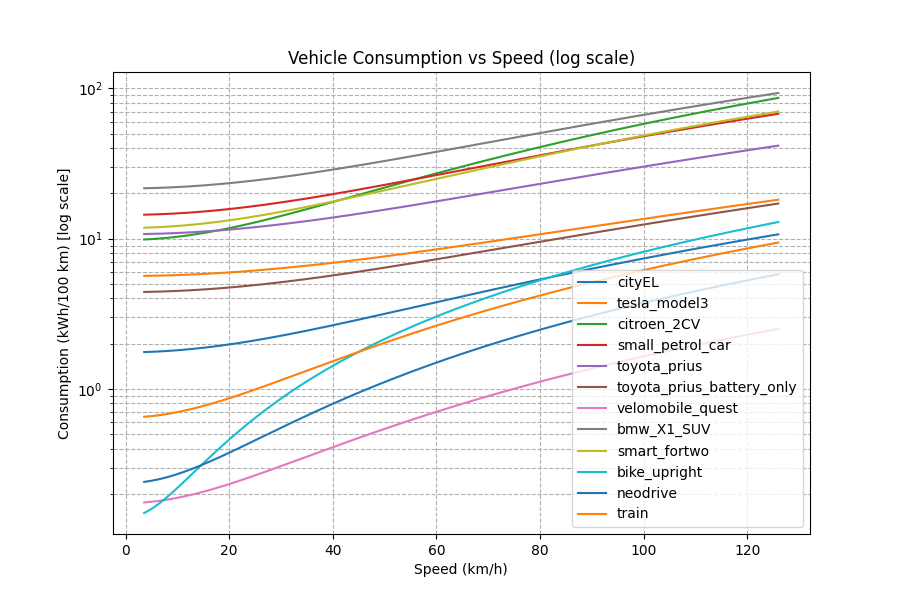 Vehicle Consumption vs Speed (log scale)
Consumption (kWh/100 km) [log scale]
10²
10¹
10⁰
cityEL
tesla_model3
citroen_2CV
small_petrol_car
toyota_prius
toyota_prius_battery_only
velomobile_quest
bmw_X1_SUV
smart_fortwo
bike_upright
neodrive
train
0 20 40 60 80 100 120
Speed (km/h)